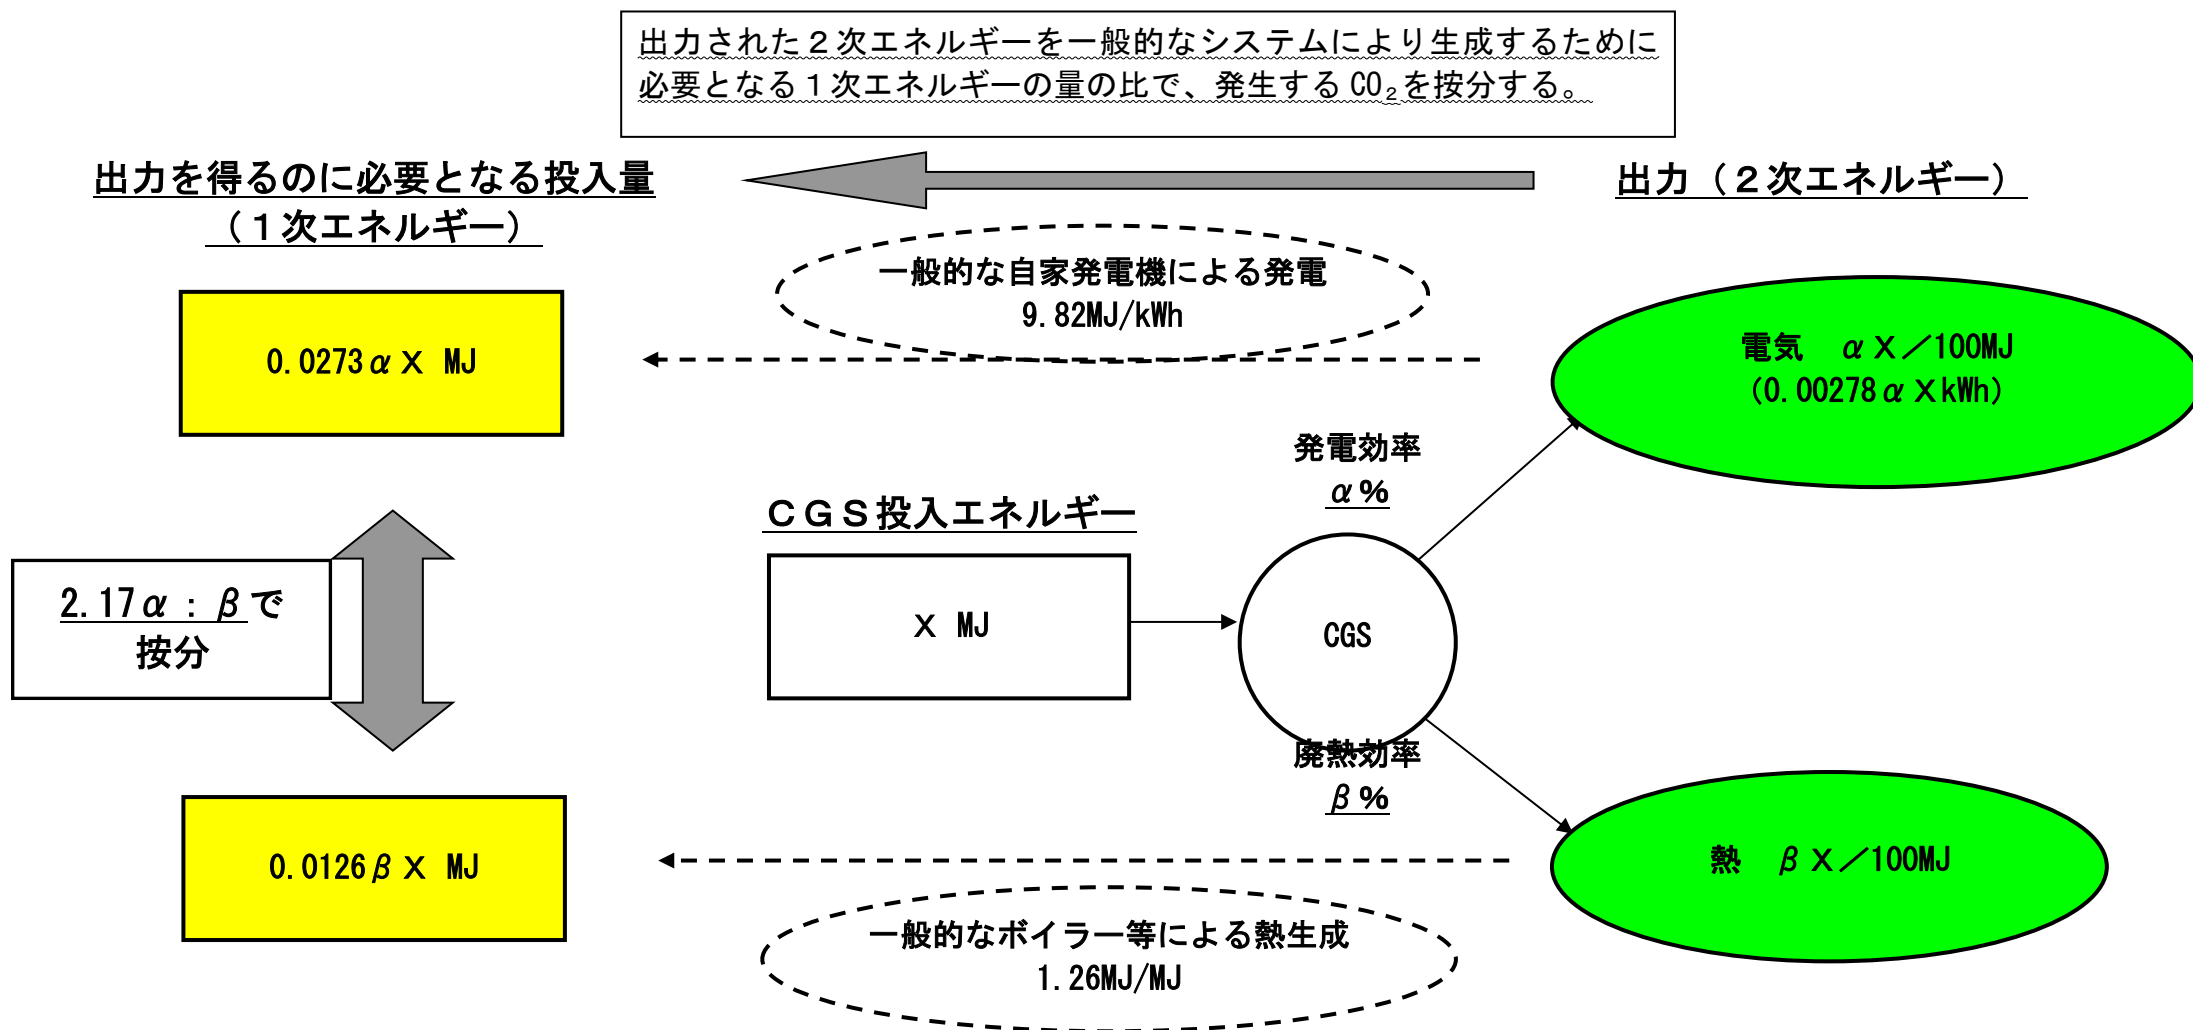 出力された２次エネルギーを一般的なシステムにより生成するために
必要となる１次エネルギーの量の比で、発生する CO₂を按分する。
出力を得るのに必要となる投入量
（１次エネルギー）
出力（２次エネルギー）
一般的な自家発電機による発電
9.82MJ/kWh
0.0273αＸ MJ
電気　αＸ／100MJ
（0.00278αＸkWh）
発電効率
α％
ＣＧＳ投入エネルギー
2.17α：βで
按分
Ｘ MJ
CGS
廃熱効率
β％
0.0126βＸ MJ
熱　βＸ／100MJ
一般的なボイラー等による熱生成
1.26MJ/MJ